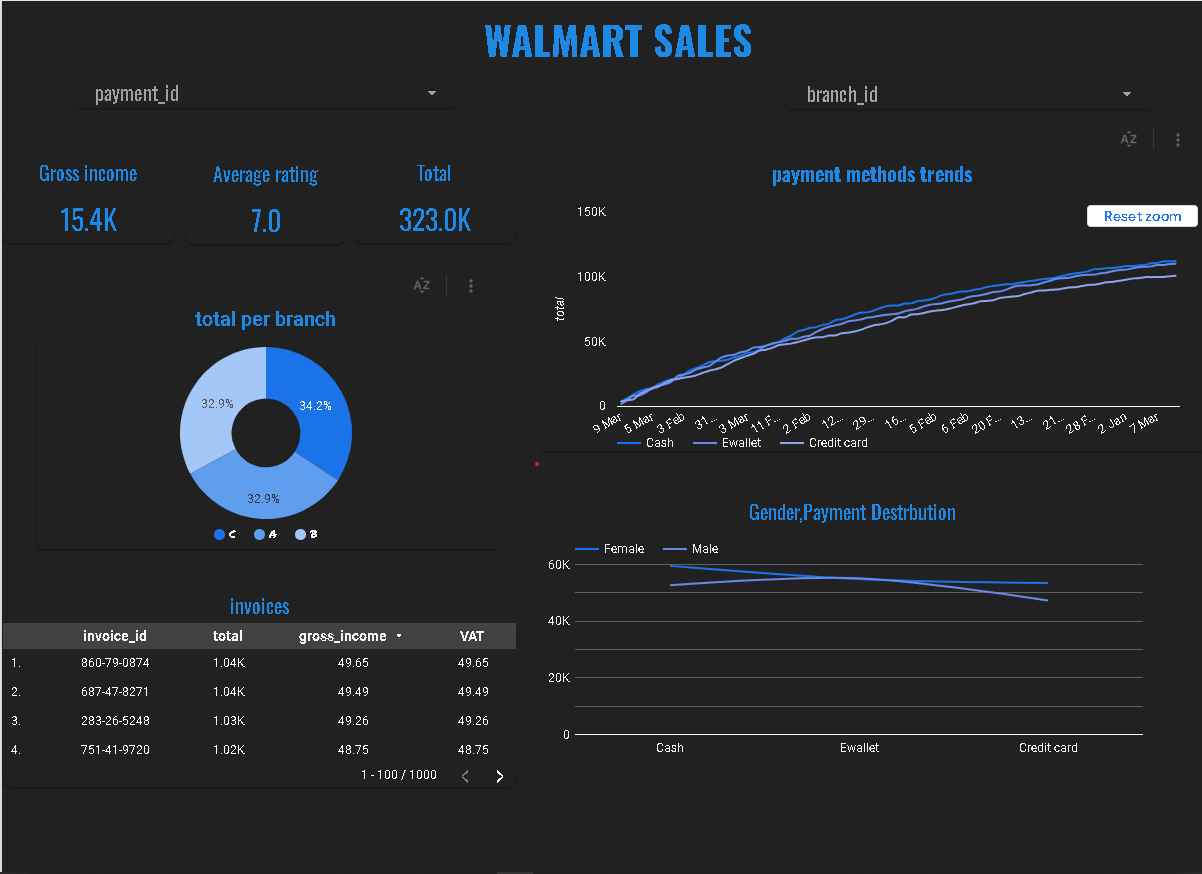 WALMART SALES
payment_id
branch_id
AZ
Gross income
Average rating
Total
15.4K
7.0
323.0K
payment methods trends
Reset zoom
150K
100K
50K
0
total
9 Mar 5 Mar 3 Feb 31... 3 Mar 11 F... 2 Feb 12... 29... 16... 5 Feb 6 Feb 20 F... 13... 21... 28 F... 2 Jan 7 Mar
Cash Ewallet Credit card
AZ
total per branch
32.9%
34.2%
32.9%
C A B
Gender,Payment Destrbution
Female Male
60K
40K
20K
0
Cash Ewallet Credit card
invoices
invoice_id total gross_income VAT
1. 860-79-0874 1.04K 49.65 49.65
2. 687-47-8271 1.04K 49.49 49.49
3. 283-26-5248 1.03K 49.26 49.26
4. 751-41-9720 1.02K 48.75 48.75
1 - 100 / 1000